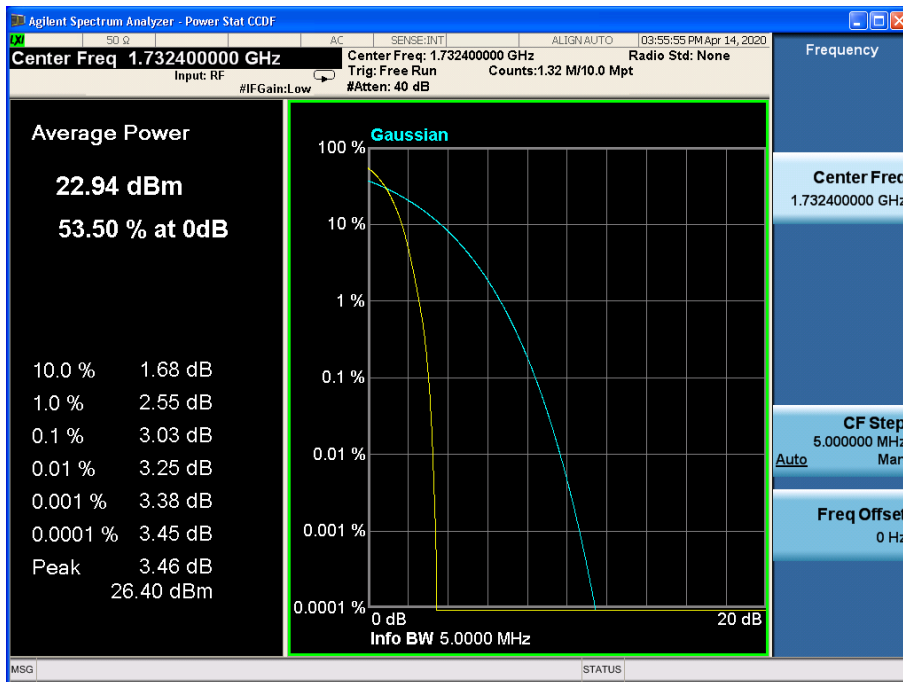 Agilent Spectrum Analyzer - Power Stat CCDF
LXI 50 Ω AC SENSE:INT ALIGN AUTO 03:55:55 PM Apr 14, 2020
Center Freq 1.732400000 GHz
Input: RF
#IFGain:Low
Center Freq: 1.732400000 GHz Radio Std: None
Trig: Free Run Counts:1.32 M/10.0 Mpt
#Atten: 40 dB
Frequency
Average Power
22.94 dBm
53.50 % at 0dB
10.0 % 1.68 dB
1.0 % 2.55 dB
0.1 % 3.03 dB
0.01 % 3.25 dB
0.001 % 3.38 dB
0.0001 % 3.45 dB
Peak 3.46 dB
26.40 dBm
Gaussian
100 %
10 %
1 %
0.1 %
0.01 %
0.001 %
0.0001 %
0 dB 20 dB
Info BW 5.0000 MHz
Center Freq
1.732400000 GHz
CF Step
5.000000 MHz
Auto Man
Freq Offset
0 Hz
MSG STATUS